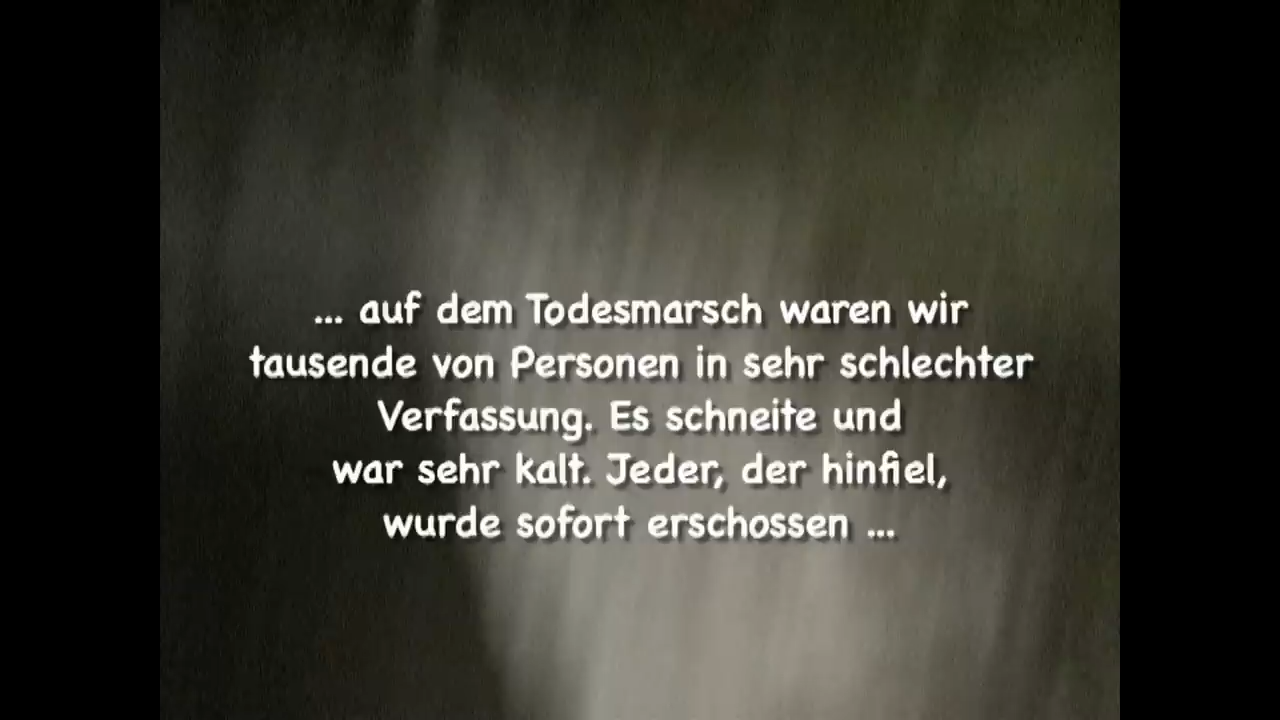 ... auf dem Todesmarsch waren wir
tausende von Personen in sehr schlechter
Verfassung. Es schneite und
war sehr kalt. Jeder, der hinfiel,
wurde sofort erschossen ...